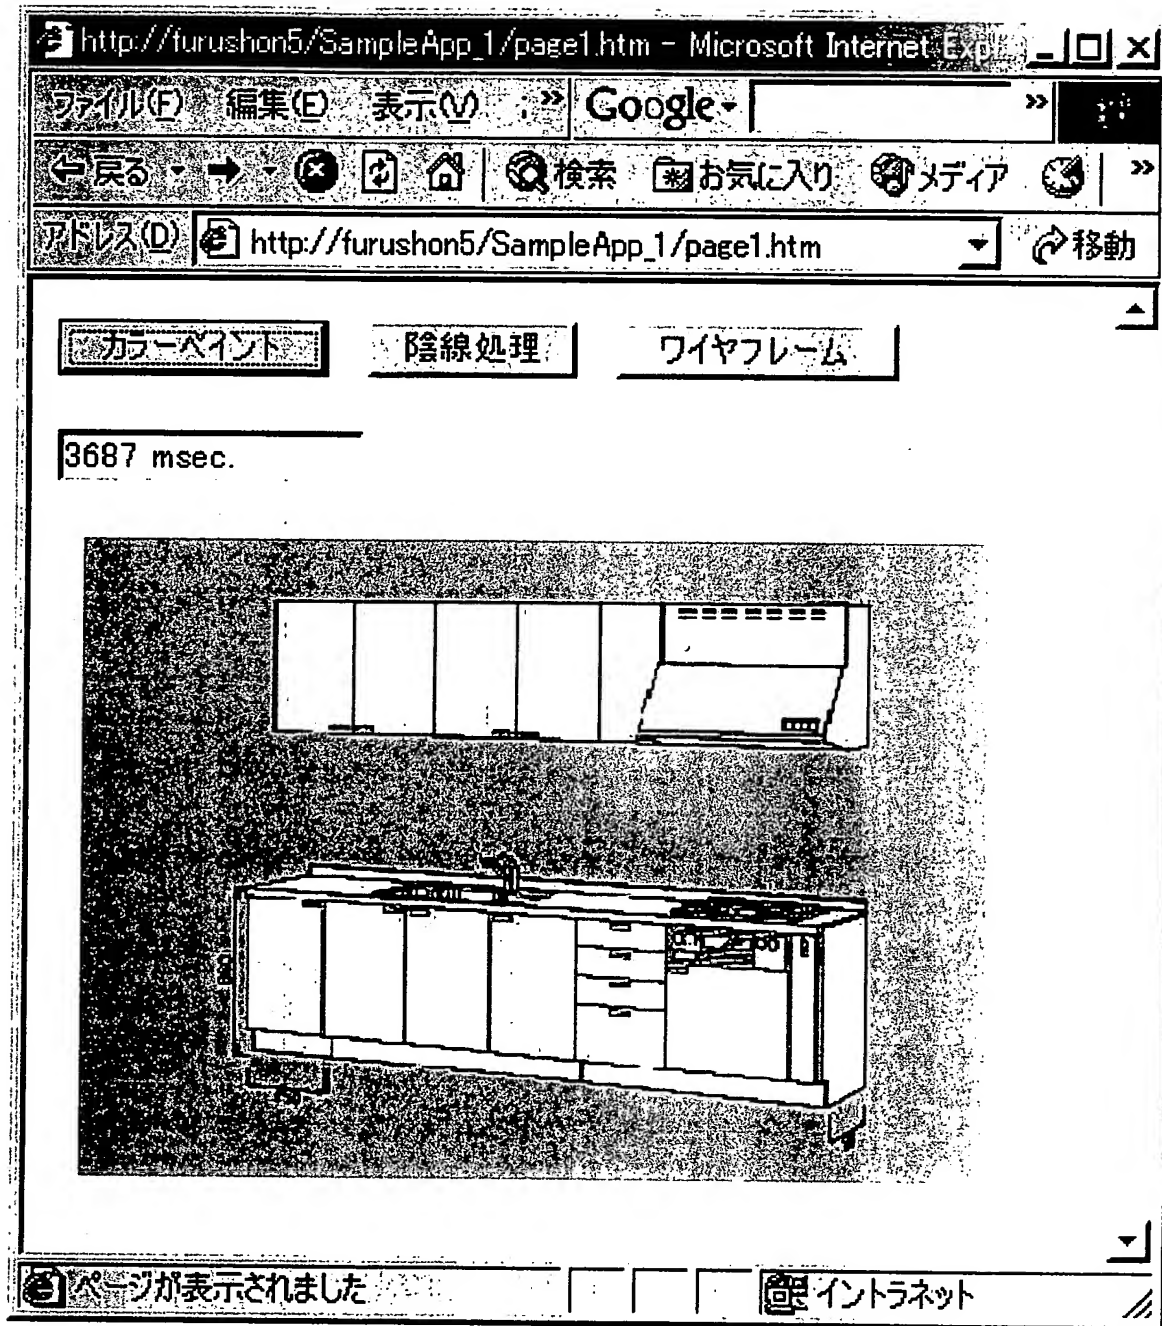 http://furushon5/SampleApp_1/page1.htm - Microsoft Internet Expl
ファイル(F) 編集(E) 表示(V) » Google »
戻る 検索 お気に入り メディア »
アドレス(D) http://furushon5/SampleApp_1/page1.htm 移動
カラーペイント 陰線処理 ワイヤフレーム
3687 msec.
ページが表示されました イントラネット